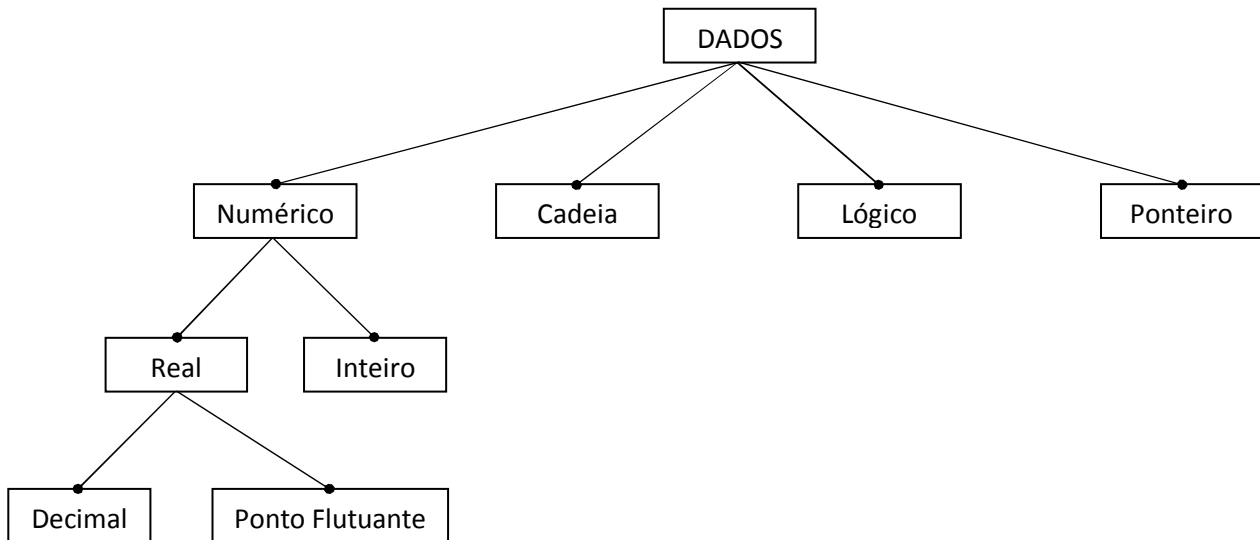 DADOS
Numérico
Cadeia
Lógico
Ponteiro
Real
Inteiro
Decimal
Ponto Flutuante